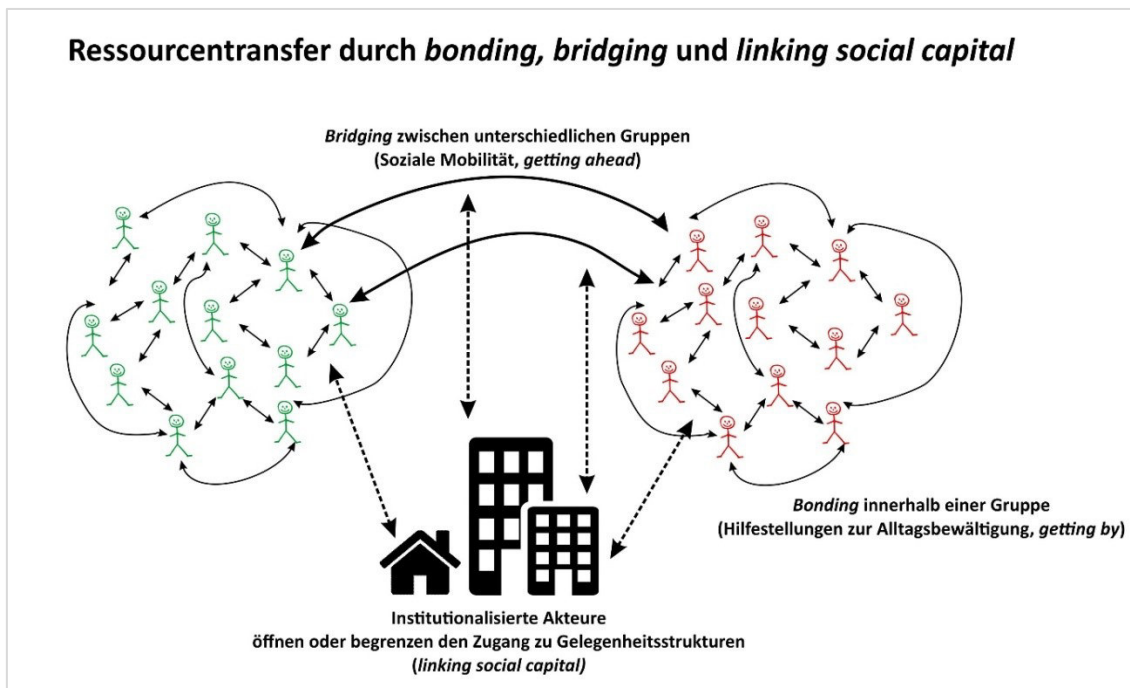 Ressourcentransfer durch bonding, bridging und linking social capital
Bridging zwischen unterschiedlichen Gruppen
(Soziale Mobilität, getting ahead)
Bonding innerhalb einer Gruppe
(Hilfestellungen zur Alltagsbewältigung, getting by)
Institutionalisierte Akteure
öffnen oder begrenzen den Zugang zu Gelegenheitsstrukturen
(linking social capital)